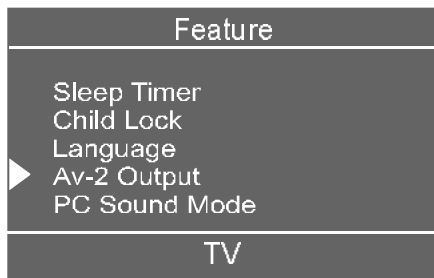 Feature
Sleep Timer
Child Lock
Language
Av-2 Output
PC Sound Mode
TV